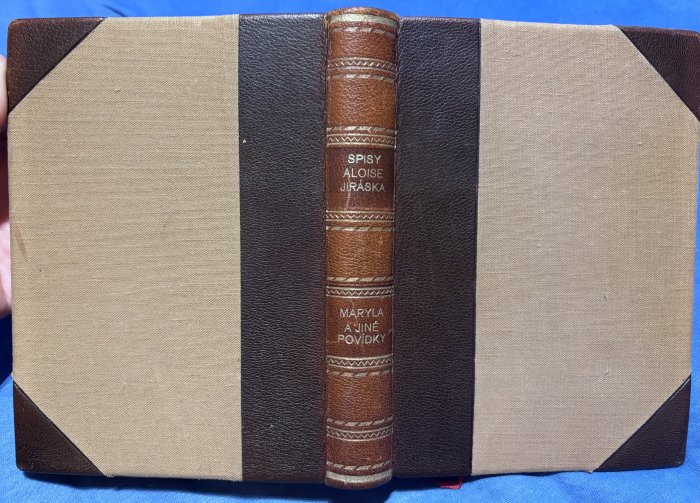 SPISY
ALOISE
JIRÁSKA
MARYLA
A JINÉ
POVÍDKY